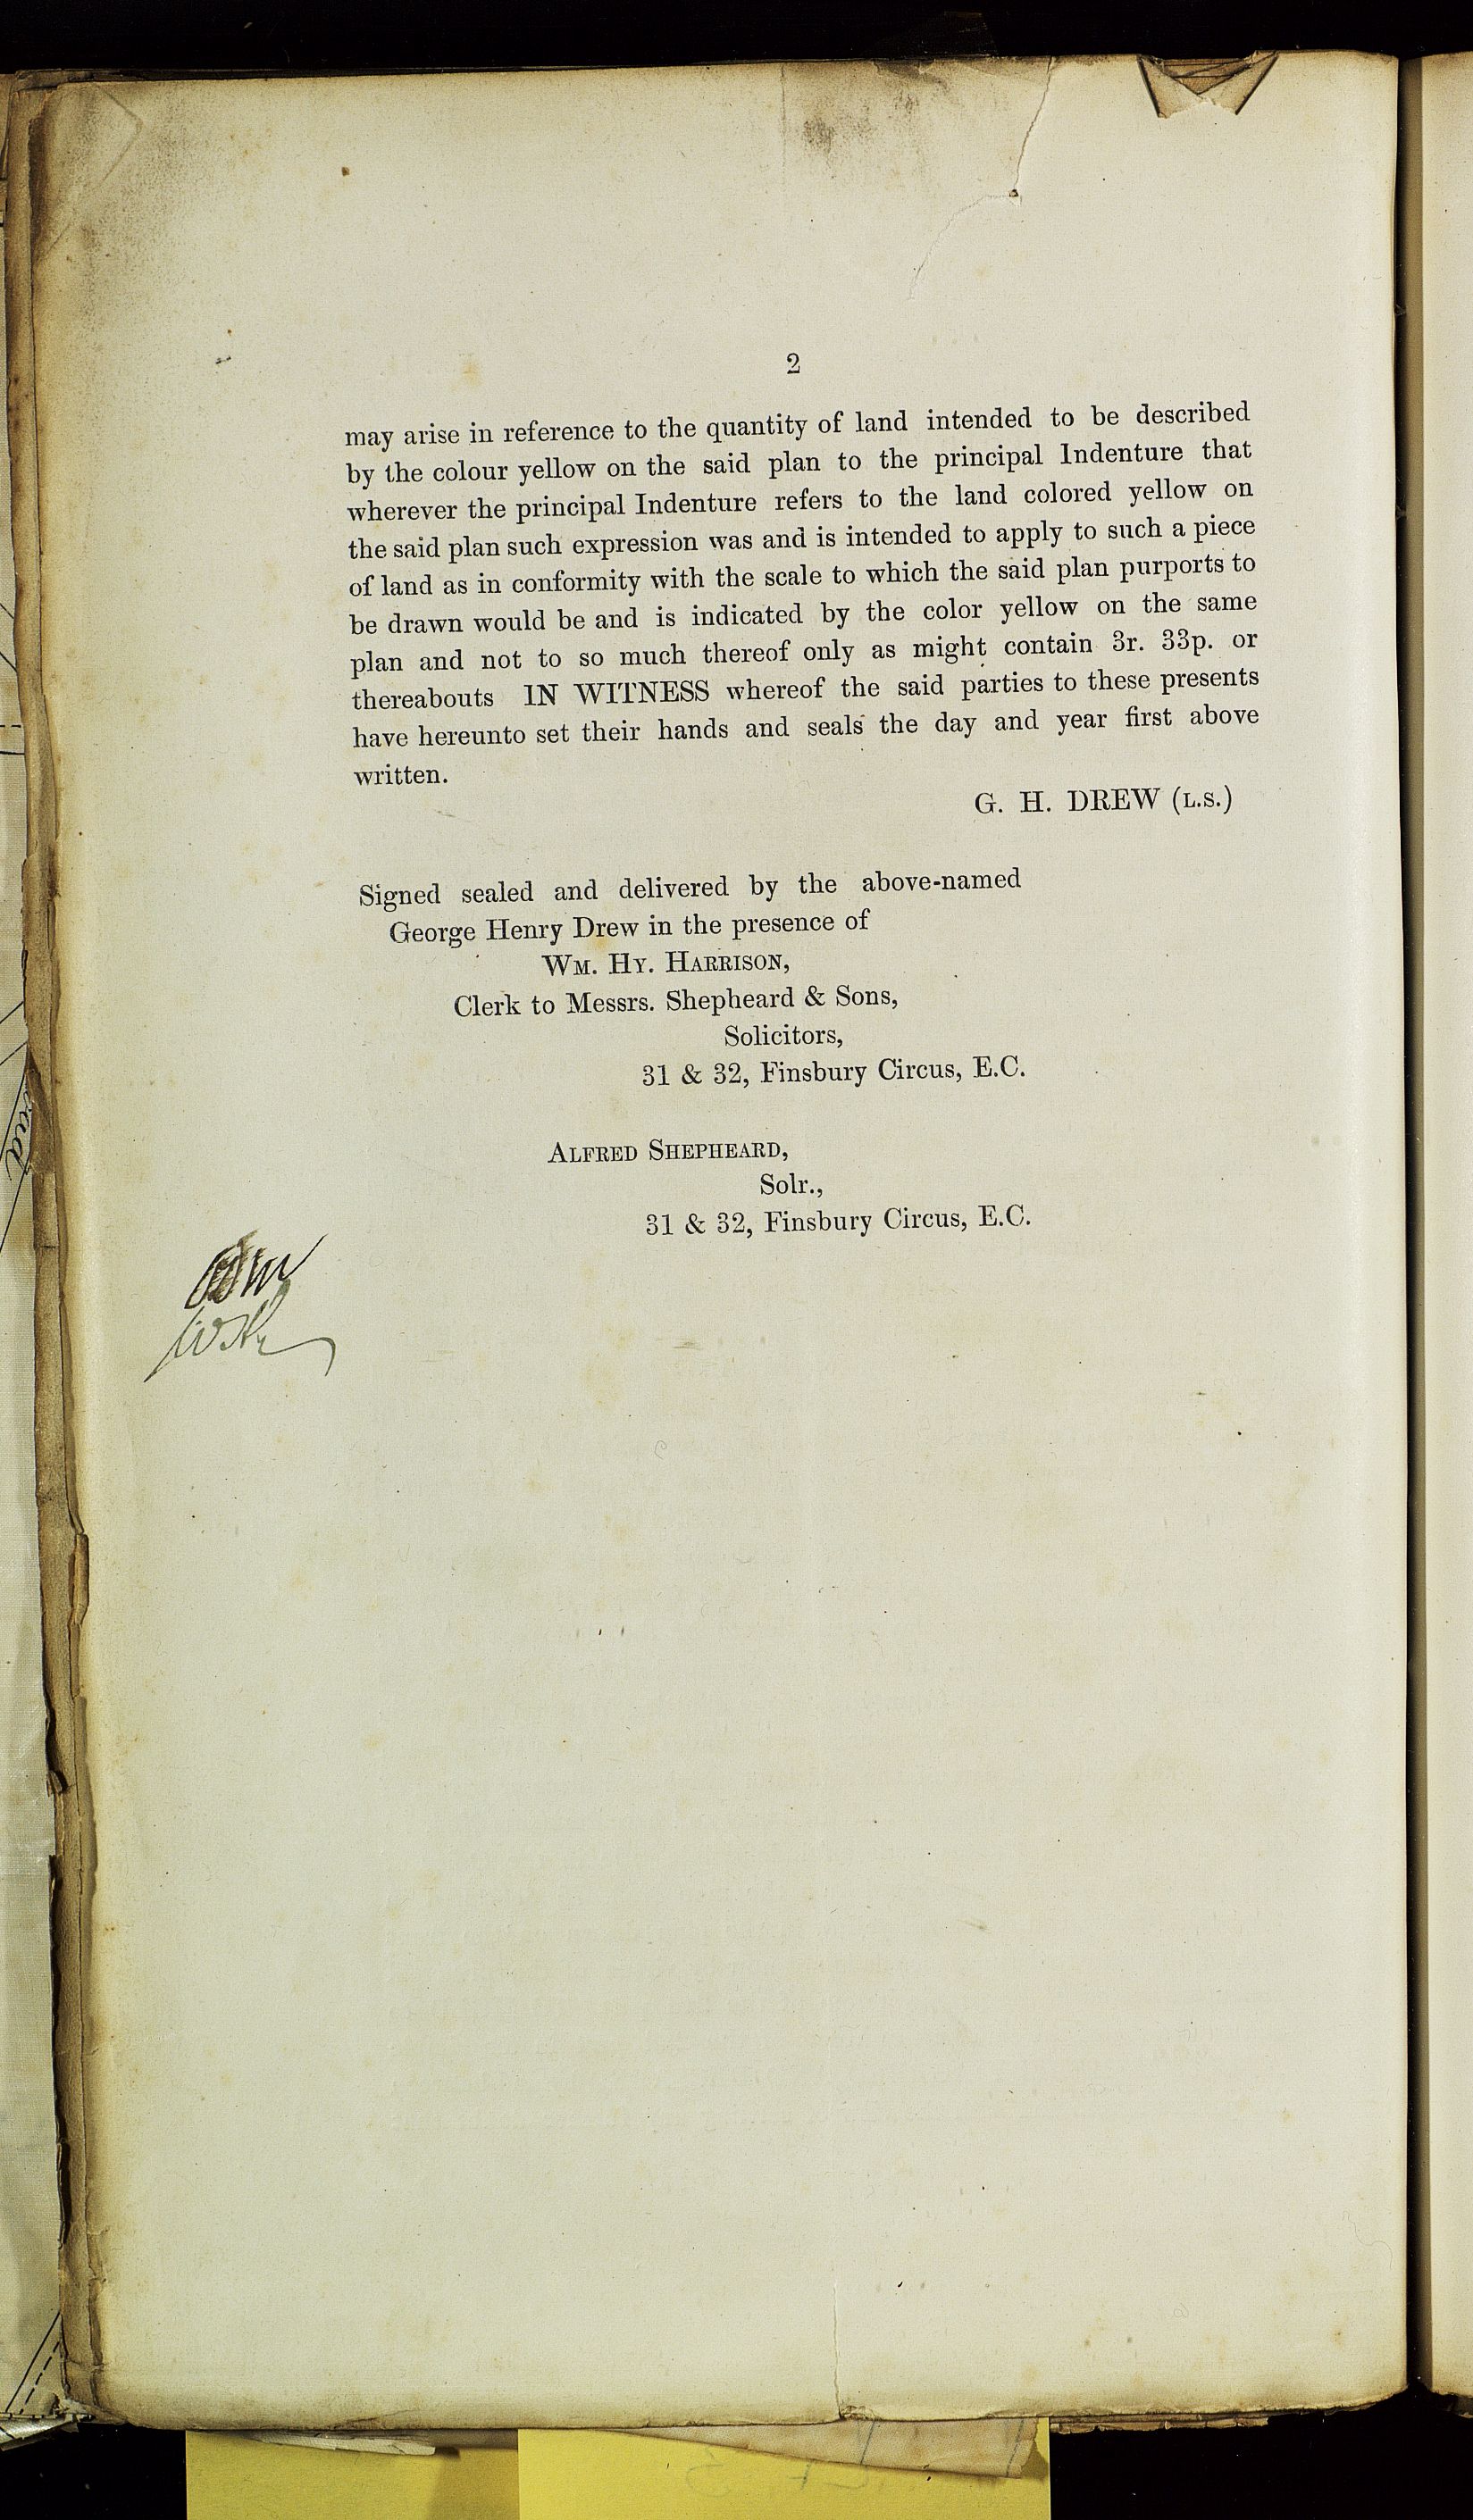 2
may arise in reference to the quantity of land intended to be described
by the colour yellow on the said plan to the principal Indenture that
wherever the principal Indenture refers to the land colored yellow on
the said plan such expression was and is intended to apply to such a piece
of land as in conformity with the scale to which the said plan purports to
be drawn would be and is indicated by the color yellow on the same
plan and not to so much thereof only as might contain 3r. 33p. or
thereabouts IN WITNESS whereof the said parties to these presents
have hereunto set their hands and seals the day and year first above
written.
G. H. DREW (L.S.)
Signed sealed and delivered by the above-named
George Henry Drew in the presence of
WM. HY. HARRISON,
Clerk to Messrs. Shepheard & Sons,
Solicitors,
31 & 32, Finsbury Circus, E.C.
ALFRED SHEPHEARD,
Solr.,
31 & 32, Finsbury Circus, E.C.